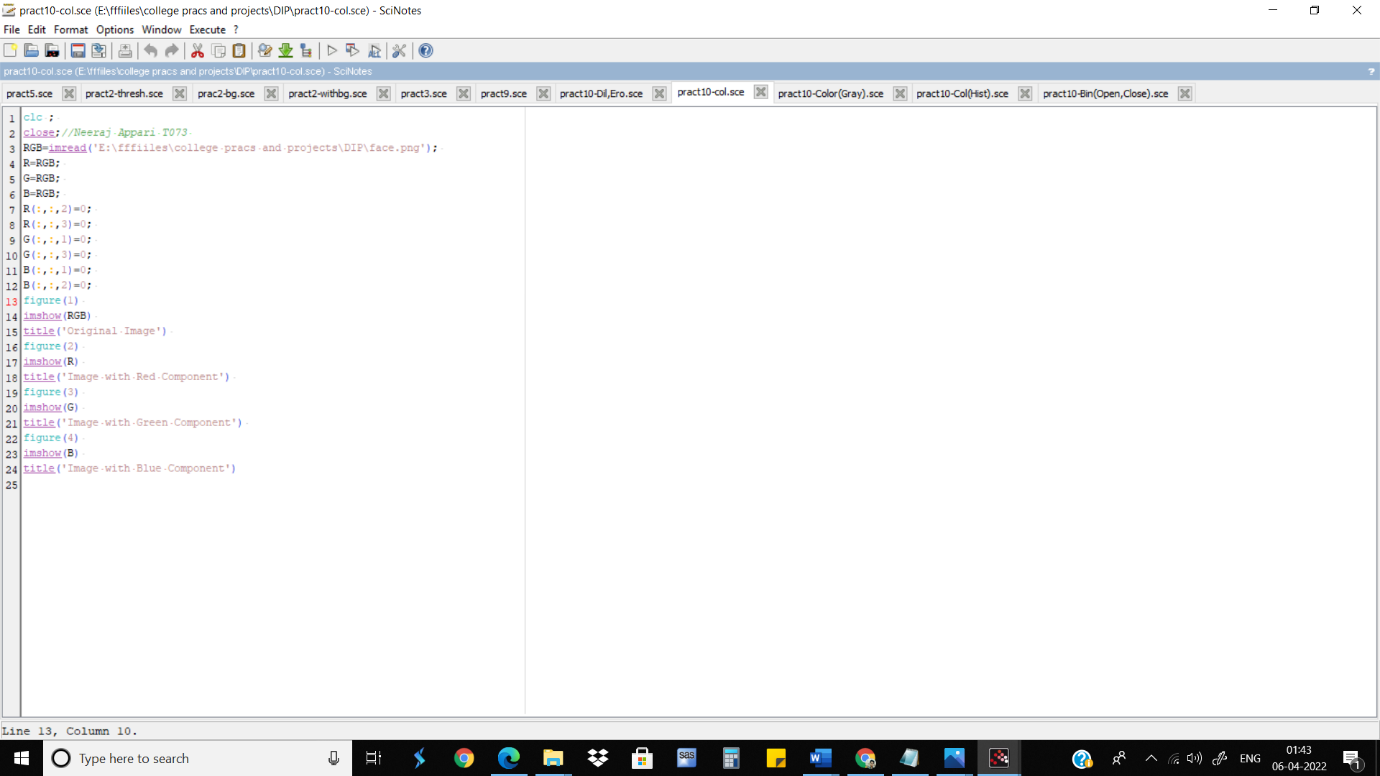 pract10-col.sce (E:\fffiiles\college pracs and projects\DIP\pract10-col.sce) - SciNotes
File Edit Format Options Window Execute ?
pract10-col.sce (E:\fffiiles\college pracs and projects\DIP\pract10-col.sce) - SciNotes ?
pract5.sce pract2-thresh.sce prac2-bg.sce pract2-withbg.sce pract3.sce pract9.sce pract10-Dil,Ero.sce pract10-col.sce pract10-Color(Gray).sce pract10-Col(Hist).sce pract10-Bin(Open,Close).sce
1 clc ;
2 close;//Neeraj Appari T073
3 RGB=imread('E:\fffiiles\college pracs and projects\DIP\face.png');
4 R=RGB;
5 G=RGB;
6 B=RGB;
7 R(:,:,2)=0;
8 R(:,:,3)=0;
9 G(:,:,1)=0;
10 G(:,:,3)=0;
11 B(:,:,1)=0;
12 B(:,:,2)=0;
13 figure(1)
14 imshow(RGB)
15 title('Original Image')
16 figure(2)
17 imshow(R)
18 title('Image with Red Component')
19 figure(3)
20 imshow(G)
21 title('Image with Green Component')
22 figure(4)
23 imshow(B)
24 title('Image with Blue Component')
25
Line 13, Column 10.
Type here to search
sas
W
ENG
01:43
06-04-2022
1